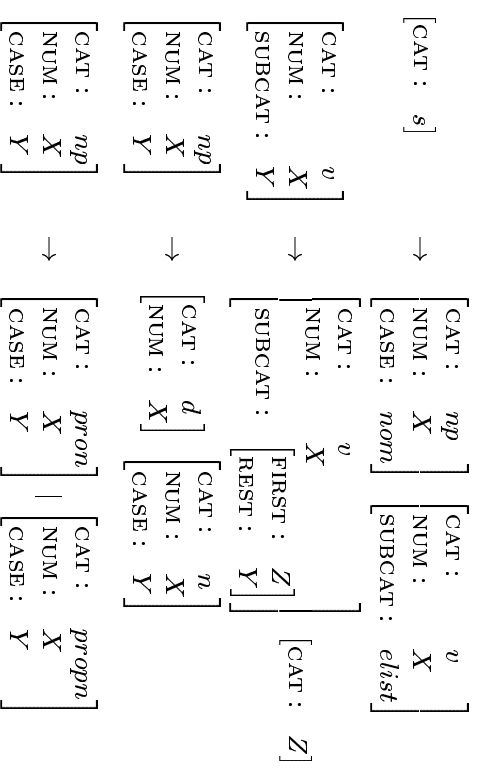 CAT : np CAT : v
[CAT : s] → NUM : X NUM : X
CASE : nom SUBCAT : elist
CAT : v CAT : v
NUM : X → NUM : X [CAT : Z]
SUBCAT : Y SUBCAT : FIRST : Z
REST : Y
CAT : np CAT : d CAT : n
NUM : X → NUM : X NUM : X
CASE : Y CASE : Y
CAT : np CAT : pron CAT : propn
NUM : X → NUM : X | NUM : X
CASE : Y CASE : Y CASE : Y